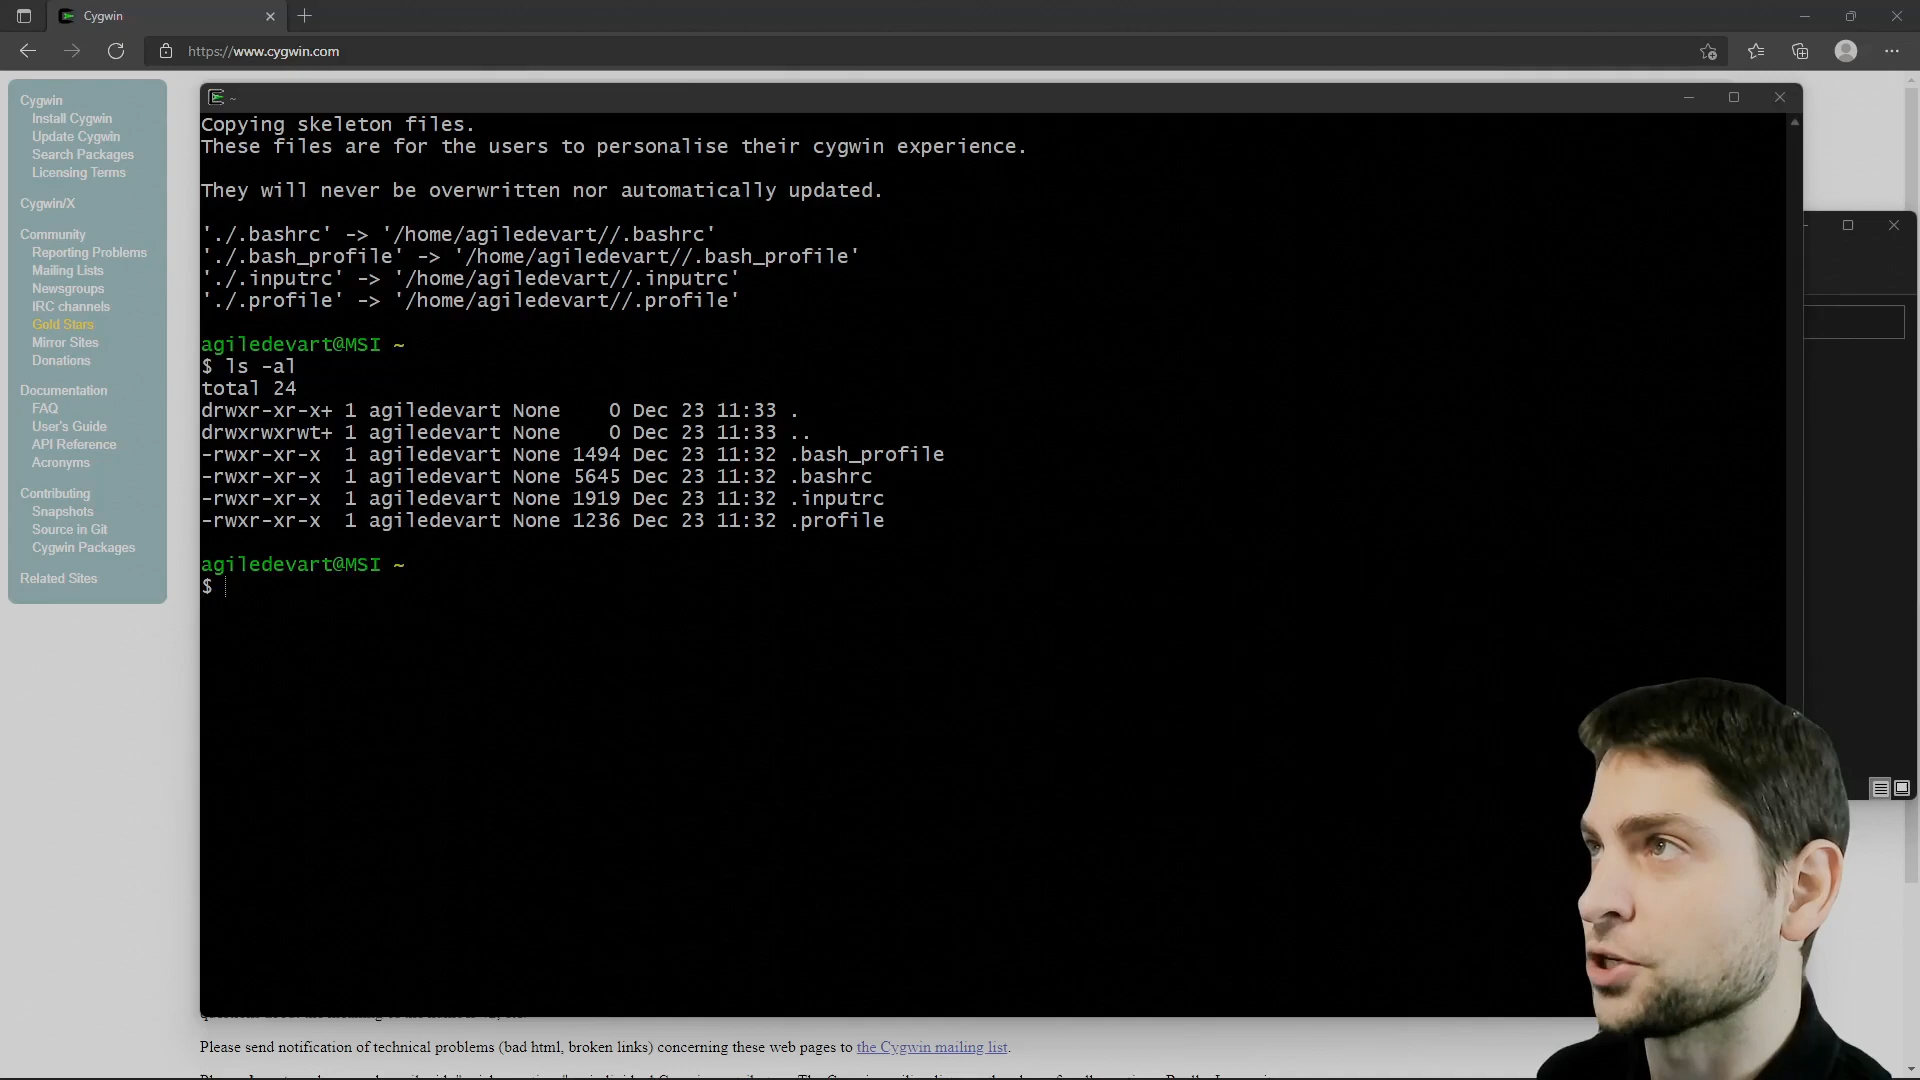 Cygwin
https://www.cygwin.com
Cygwin
Install Cygwin
Update Cygwin
Search Packages
Licensing Terms
Cygwin/X
Community
Reporting Problems
Mailing Lists
Newsgroups
IRC channels
Gold Stars
Mirror Sites
Donations
Documentation
FAQ
User's Guide
API Reference
Acronyms
Contributing
Snapshots
Source in Git
Cygwin Packages
Related Sites
~
Copying skeleton files.
These files are for the users to personalise their cygwin experience.
They will never be overwritten nor automatically updated.
'./.bashrc' -> '/home/agiledevart//.bashrc'
'./.bash_profile' -> '/home/agiledevart//.bash_profile'
'./.inputrc' -> '/home/agiledevart//.inputrc'
'./.profile' -> '/home/agiledevart//.profile'
agiledevart@MSI ~
$ ls -al
total 24
drwxr-xr-x+ 1 agiledevart None    0 Dec 23 11:33 .
drwxrwxrwt+ 1 agiledevart None    0 Dec 23 11:33 ..
-rwxr-xr-x  1 agiledevart None 1494 Dec 23 11:32 .bash_profile
-rwxr-xr-x  1 agiledevart None 5645 Dec 23 11:32 .bashrc
-rwxr-xr-x  1 agiledevart None 1919 Dec 23 11:32 .inputrc
-rwxr-xr-x  1 agiledevart None 1236 Dec 23 11:32 .profile
agiledevart@MSI ~
$
Please send notification of technical problems (bad html, broken links) concerning these web pages to the Cygwin mailing list.